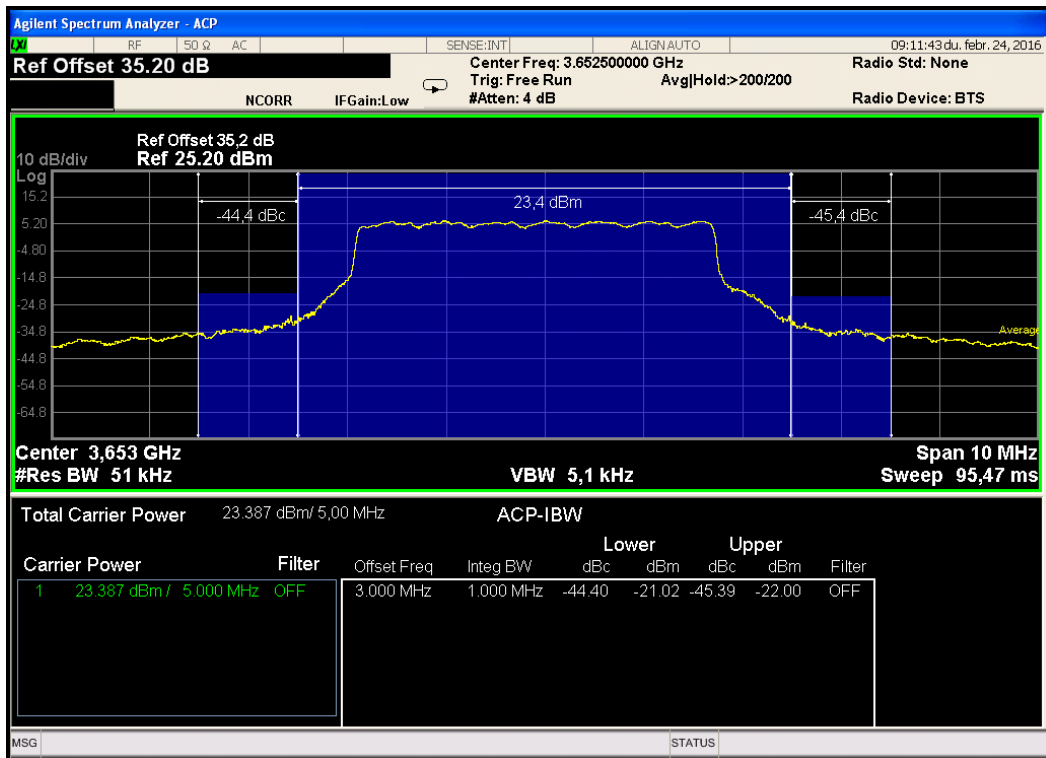 Agilent Spectrum Analyzer - ACP
LXI RF 50 Ω AC SENSE:INT ALIGN AUTO 09:11:43 du. febr. 24, 2016
Ref Offset 35.20 dB Center Freq: 3.652500000 GHz Radio Std: None
Trig: Free Run Avg|Hold:>200/200
NCORR IFGain:Low #Atten: 4 dB Radio Device: BTS
Ref Offset 35,2 dB
10 dB/div Ref 25.20 dBm
Log
15.2 23,4 dBm
-44,4 dBc -45,4 dBc
5.20
-4.80
-14.8
-24.8
-34.8 Average
-44.8
-54.8
-64.8
Center 3,653 GHz Span 10 MHz
#Res BW 51 kHz VBW 5,1 kHz Sweep 95,47 ms
Total Carrier Power 23.387 dBm/ 5,00 MHz ACP-IBW
Lower Upper
Carrier Power Filter Offset Freq Integ BW dBc dBm dBc dBm Filter
1 23.387 dBm / 5.000 MHz OFF 3.000 MHz 1.000 MHz -44.40 -21.02 -45.39 -22.00 OFF
MSG STATUS